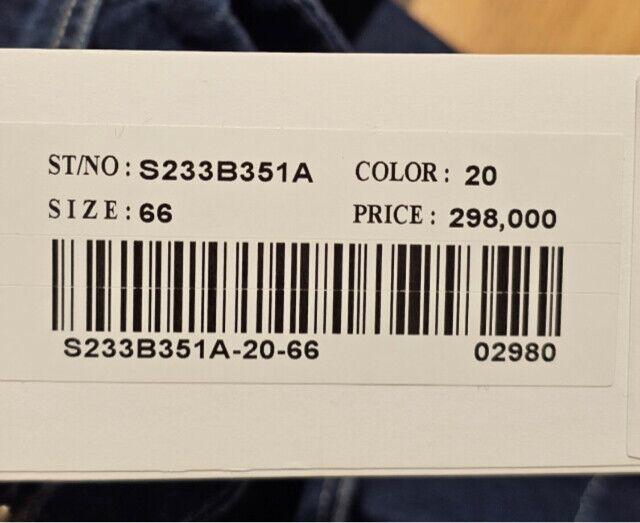 ST/NO: S233B351A COLOR: 20
SIZE: 66 PRICE: 298,000
S233B351A-20-66 02980